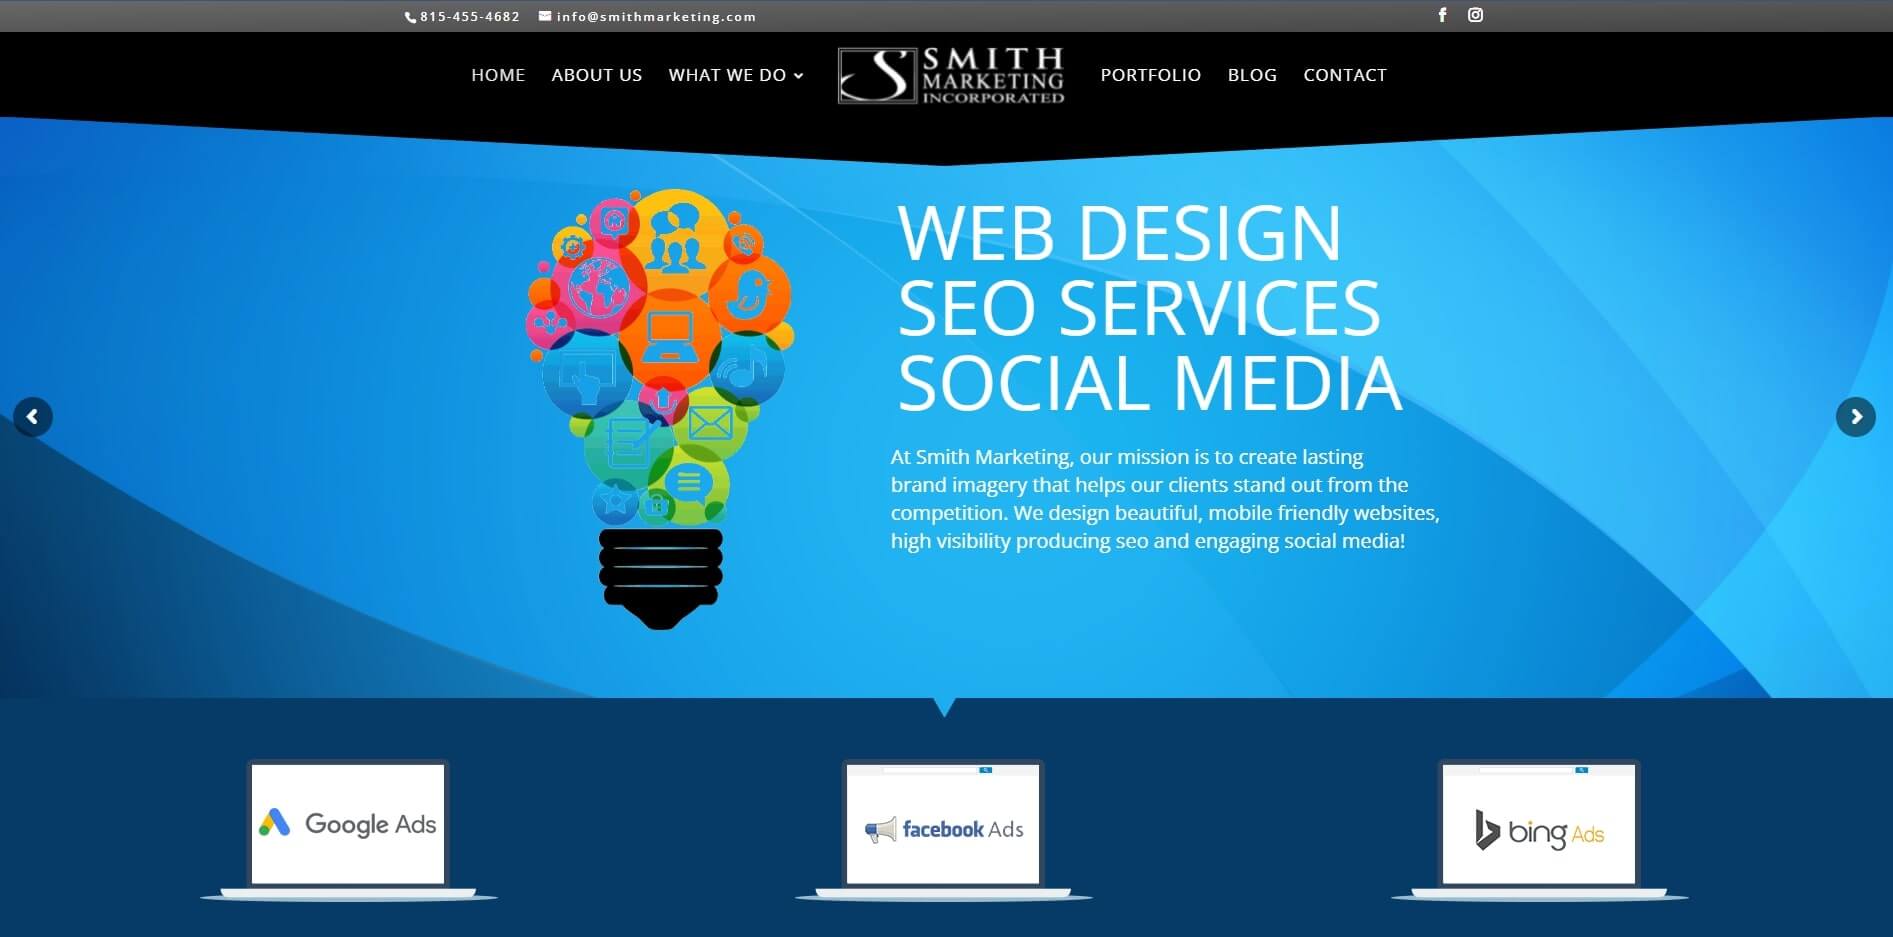 815-455-4682 info@smithmarketing.com
HOME ABOUT US WHAT WE DO SMITH MARKETING INCORPORATED PORTFOLIO BLOG CONTACT
WEB DESIGN
SEO SERVICES
SOCIAL MEDIA
At Smith Marketing, our mission is to create lasting
brand imagery that helps our clients stand out from the
competition. We design beautiful, mobile friendly websites,
high visibility producing seo and engaging social media!
Google Ads facebook Ads bing Ads